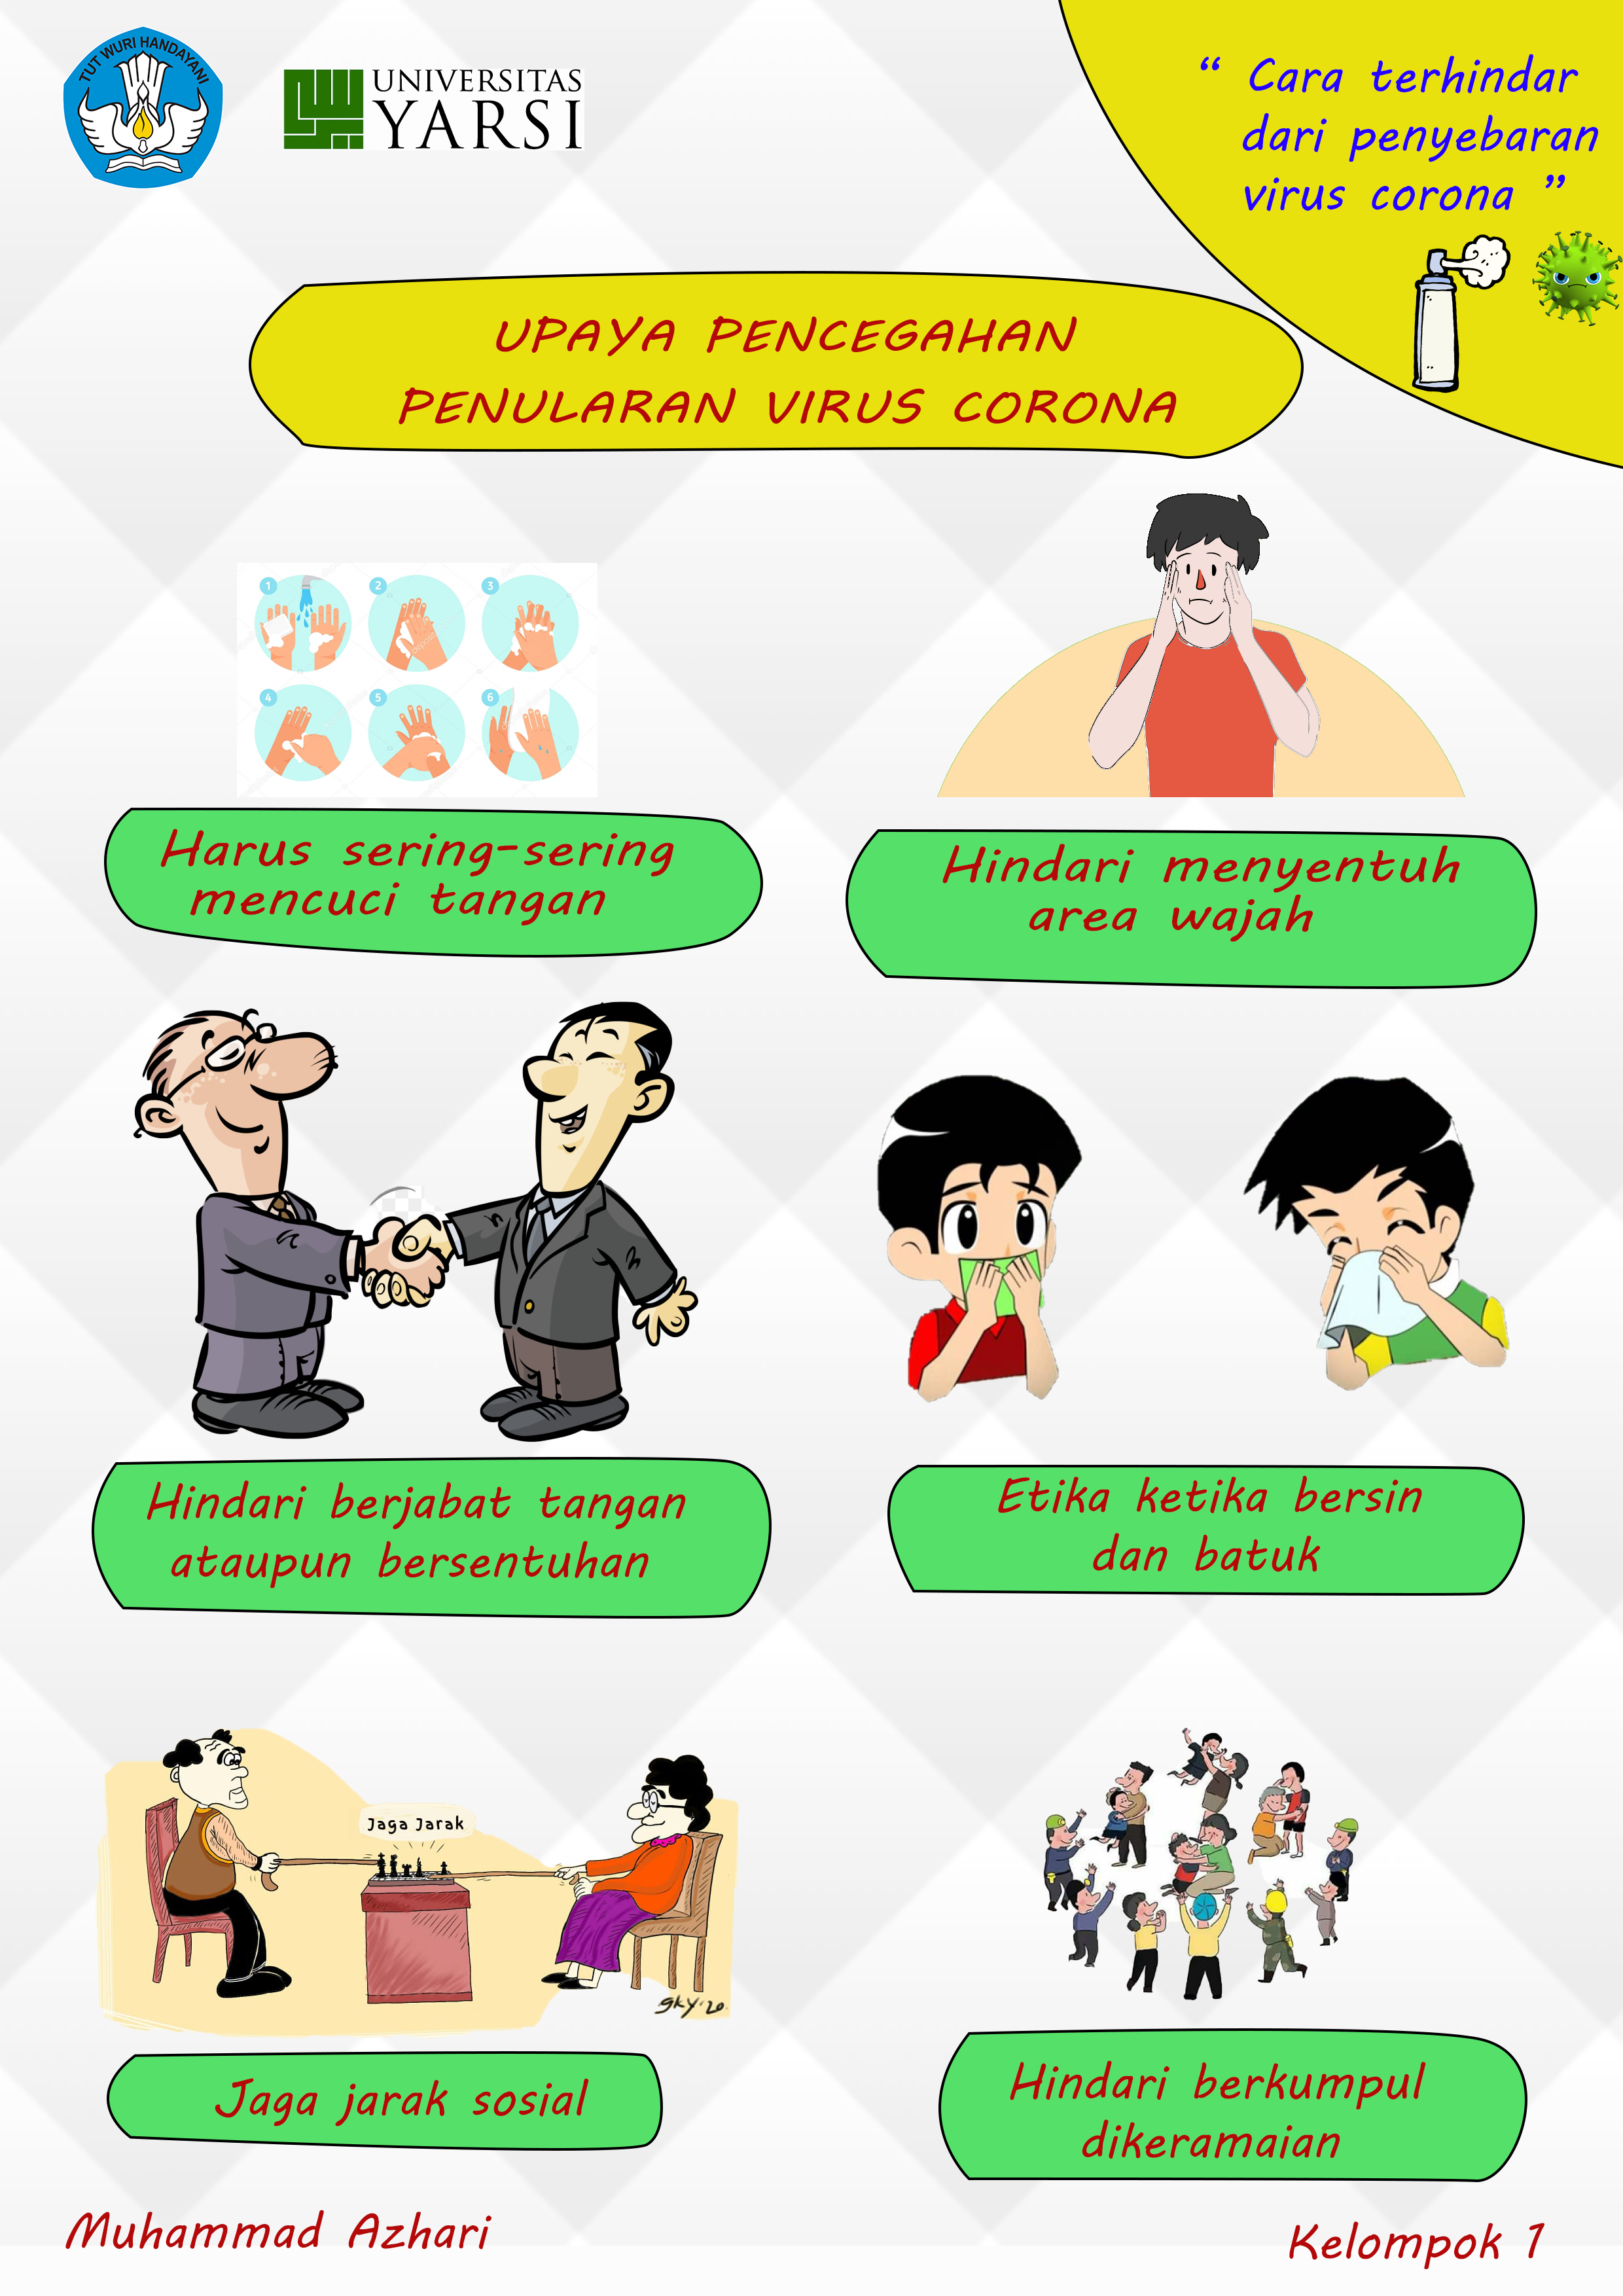 TUT WURI HANDAYANI
UNIVERSITAS
YARSI
“ Cara terhindar
dari penyebaran
virus corona ”
UPAYA PENCEGAHAN
PENULARAN VIRUS CORONA
1
2
3
4
5
6
Harus sering-sering
mencuci tangan
Hindari menyentuh
area wajah
Hindari berjabat tangan
ataupun bersentuhan
Etika ketika bersin
dan batuk
Jaga Jarak
gky'20
Jaga jarak sosial
Hindari berkumpul
dikeramaian
Muhammad Azhari
Kelompok 1